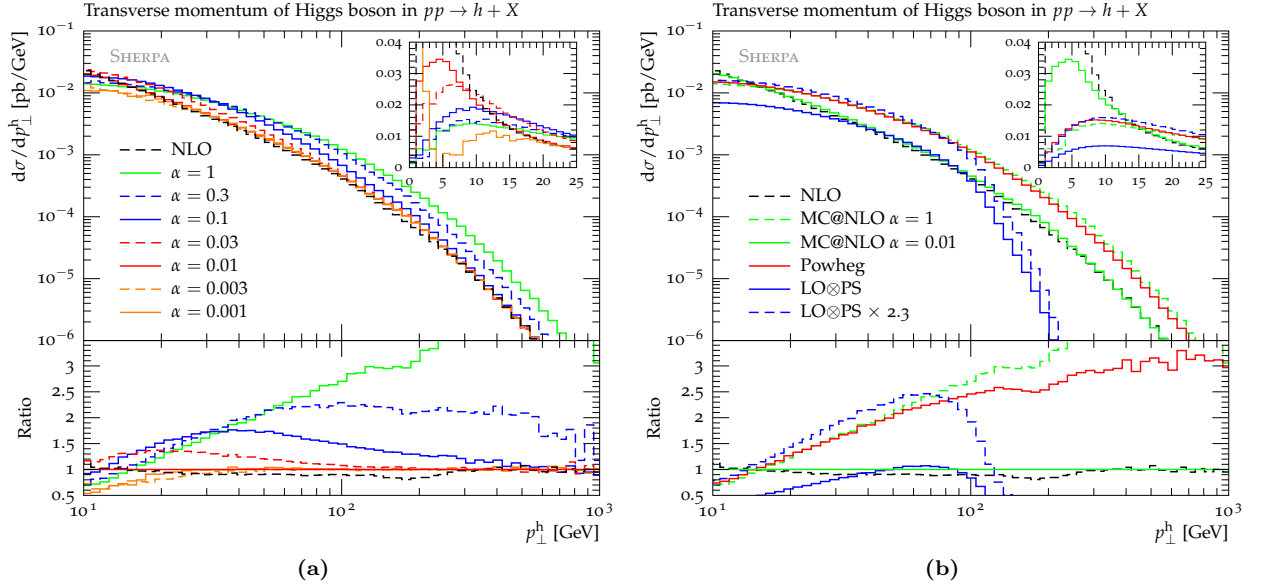 Transverse momentum of Higgs boson in pp → h + X
SHERPA
dσ/dp⊥ʰ [pb/GeV]
10⁻¹
10⁻²
10⁻³
10⁻⁴
10⁻⁵
10⁻⁶
0.04
0.03
0.02
0.01
0
0 5 10 15 20 25
NLO
α = 1
α = 0.3
α = 0.1
α = 0.03
α = 0.01
α = 0.003
α = 0.001
Ratio
3
2.5
2
1.5
1
0.5
10¹ 10² 10³
p⊥ʰ [GeV]
(a)
Transverse momentum of Higgs boson in pp → h + X
SHERPA
dσ/dp⊥ʰ [pb/GeV]
10⁻¹
10⁻²
10⁻³
10⁻⁴
10⁻⁵
10⁻⁶
0.04
0.03
0.02
0.01
0
0 5 10 15 20 25
NLO
MC@NLO α = 1
MC@NLO α = 0.01
Powheg
LO⊗PS
LO⊗PS × 2.3
Ratio
3
2.5
2
1.5
1
0.5
10¹ 10² 10³
p⊥ʰ [GeV]
(b)